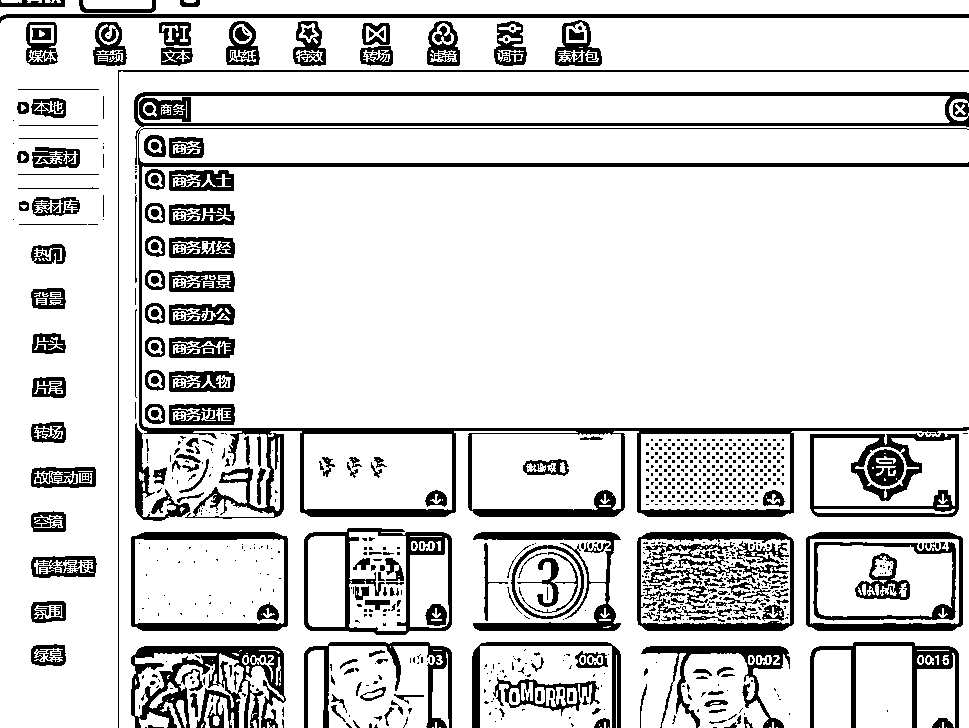 媒体 音频 文本 贴纸 特效 转场 滤镜 调节 素材包
本地
云素材
素材库
热门
背景
片头
片尾
转场
故障动画
空镜
情绪爆梗
氛围
绿幕
商务
商务
商务人士
商务片头
商务财经
商务背景
商务办公
商务合作
商务人物
商务边框
完
00:01
00:02
3
00:04
00:02
00:03
TOMORROW
00:02
00:16